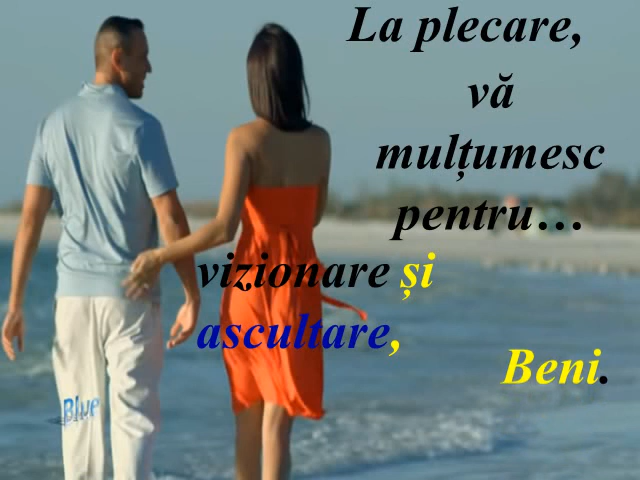 La plecare,
vă
mulțumesc
pentru…
vizionare și
ascultare,
Beni.
Blue